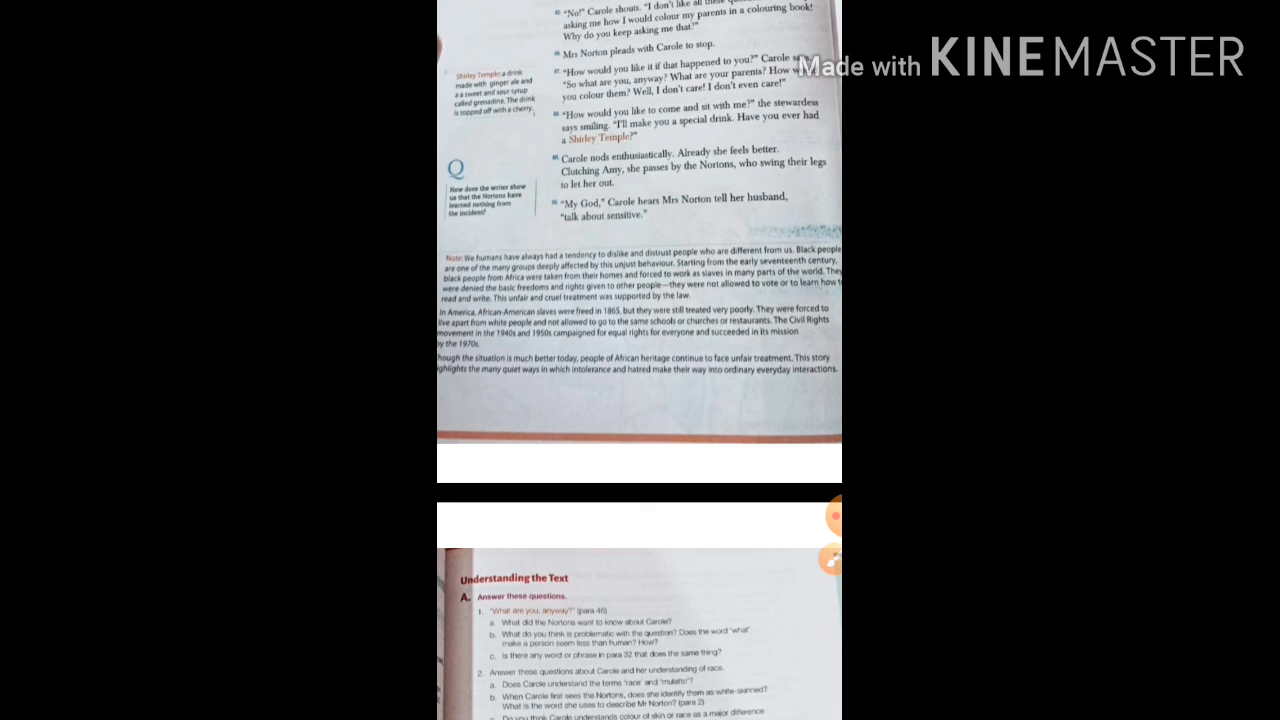 Made with KINEMASTER
"No!" Carole shouts. "I don't like all these
asking me how I would colour my parents in a colouring book!
Why do you keep asking me that?"
Mrs Norton pleads with Carole to stop.
"How would you like it if that happened to you?" Carole
"So what are you, anyway? What are your parents? How
you colour them? Well, I don't care! I don't even care!"
"How would you like to come and sit with me?" the stewardess
says smiling. "I'll make you a special drink. Have you ever had
a Shirley Temple?"
Carole nods enthusiastically. Already she feels better.
Clutching Amy, she passes by the Nortons, who swing their legs
to let her out.
"My God," Carole hears Mrs Norton tell her husband,
"talk about sensitive."
Shirley Temple: a drink
made with ginger ale and
a a sweet and sour syrup
called grenadine. The drink
is topped off with a cherry.
Q
How does the writer show
us that the Nortons have
learned nothing from
the incident?
Note: We humans have always had a tendency to dislike and distrust people who are different from us. Black people
are one of the many groups deeply affected by this unjust behaviour. Starting from the early seventeenth century,
black people from Africa were taken from their homes and forced to work as slaves in many parts of the world. They
were denied the basic freedoms and rights given to other people—they were not allowed to vote or to learn how t
read and write. This unfair and cruel treatment was supported by the law.
In America, African-American slaves were freed in 1865, but they were still treated very poorly. They were forced to
live apart from white people and not allowed to go to the same schools or churches or restaurants. The Civil Rights
movement in the 1940s and 1950s campaigned for equal rights for everyone and succeeded in its mission
by the 1970s.
hough the situation is much better today, people of African heritage continue to face unfair treatment. This story
ghlights the many quiet ways in which intolerance and hatred make their way into ordinary everyday interactions.
Understanding the Text
A. Answer these questions.
1. "What are you, anyway?" (para 46)
a. What did the Nortons want to know about Carole?
b. What do you think is problematic with the question? Does the word 'what'
make a person seem less than human? How?
c. Is there any word or phrase in para 32 that does the same thing?
2. Answer these questions about Carole and her understanding of race.
a. Does Carole understand the terms 'race' and 'mulatto'?
b. When Carole first sees the Nortons, does she identify them as white-skinned?
What is the word she uses to describe Mr Norton? (para 2)
c. Do you think Carole understands colour of skin or race as a major difference